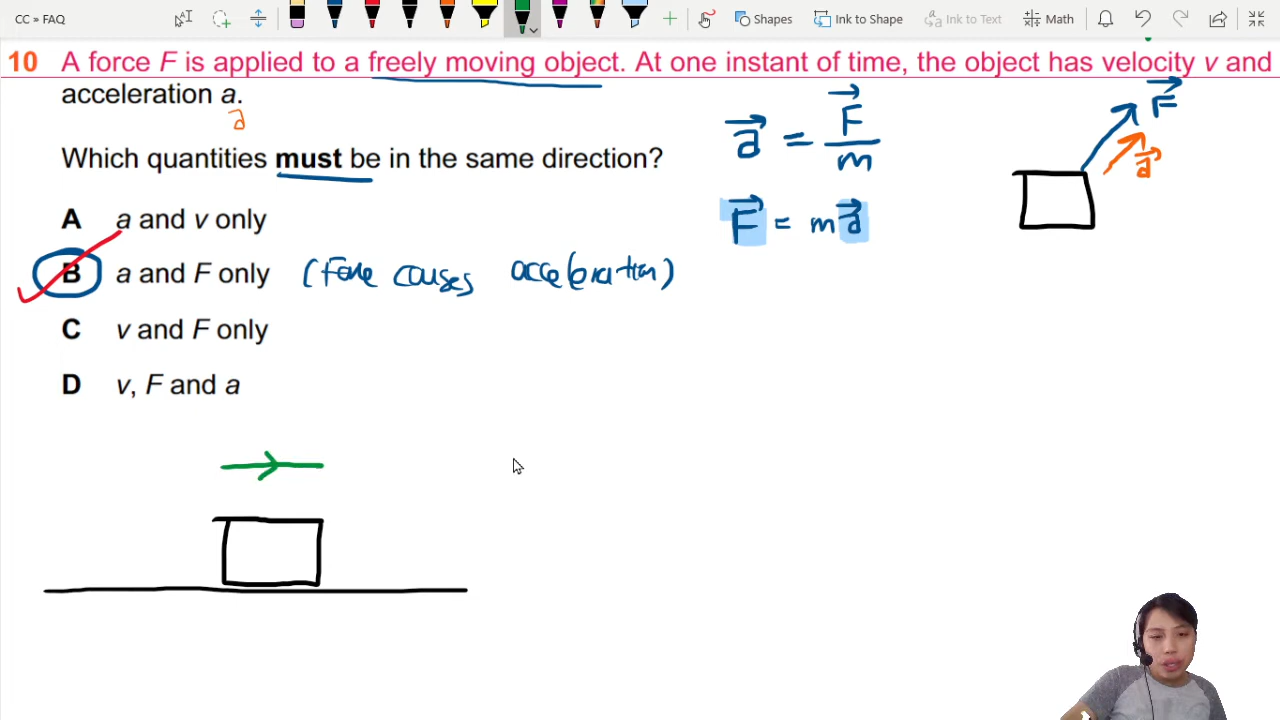 CC » FAQ
Shapes
Ink to Shape
Ink to Text
Math
10 A force F is applied to a freely moving object. At one instant of time, the object has velocity v and
acceleration a.
a
Which quantities must be in the same direction?
A a and v only
B a and F only (Force causes acceleration)
C v and F only
D v, F and a
a = F/m
F = ma
F
a